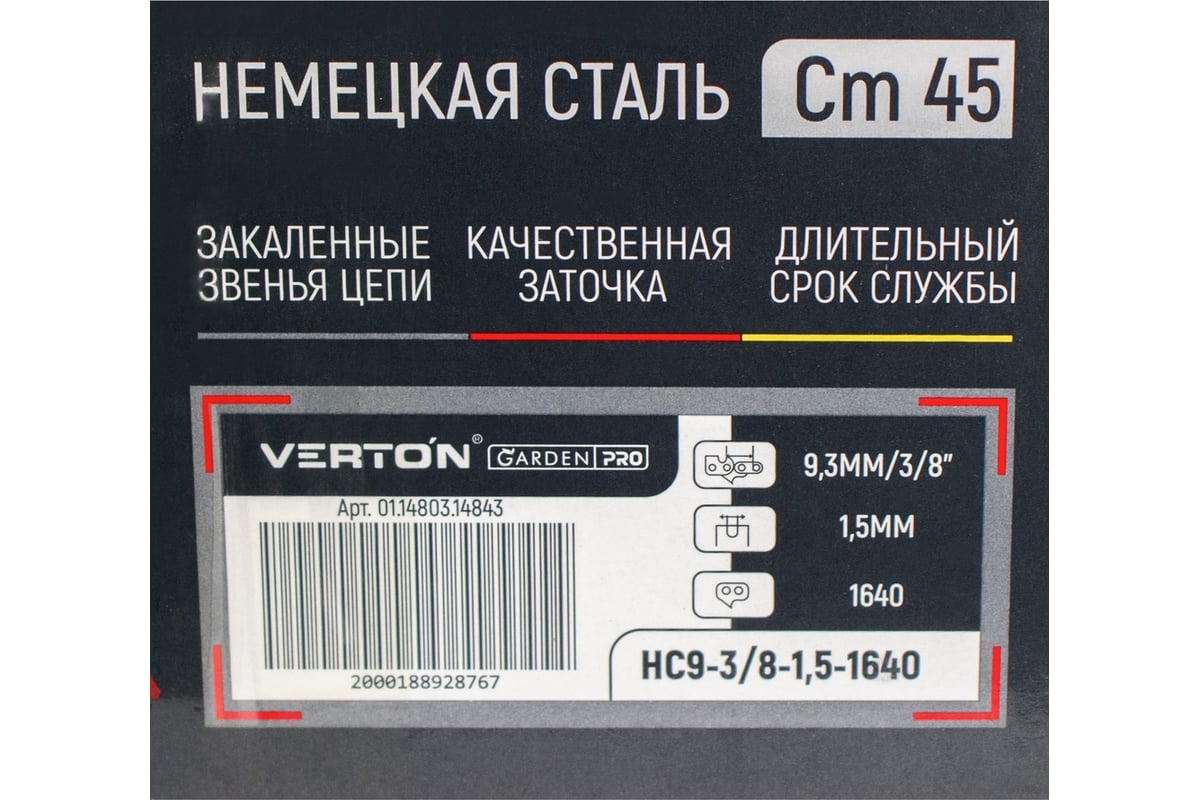 НЕМЕЦКАЯ СТАЛЬ Cт 45
ЗАКАЛЕННЫЕ ЗВЕНЬЯ ЦЕПИ
КАЧЕСТВЕННАЯ ЗАТОЧКА
ДЛИТЕЛЬНЫЙ СРОК СЛУЖБЫ
VERTON® GARDEN PRO
Арт. 01.14803.14843
2000188928767
9,3ММ/3/8"
1,5ММ
1640
HC9-3/8-1,5-1640